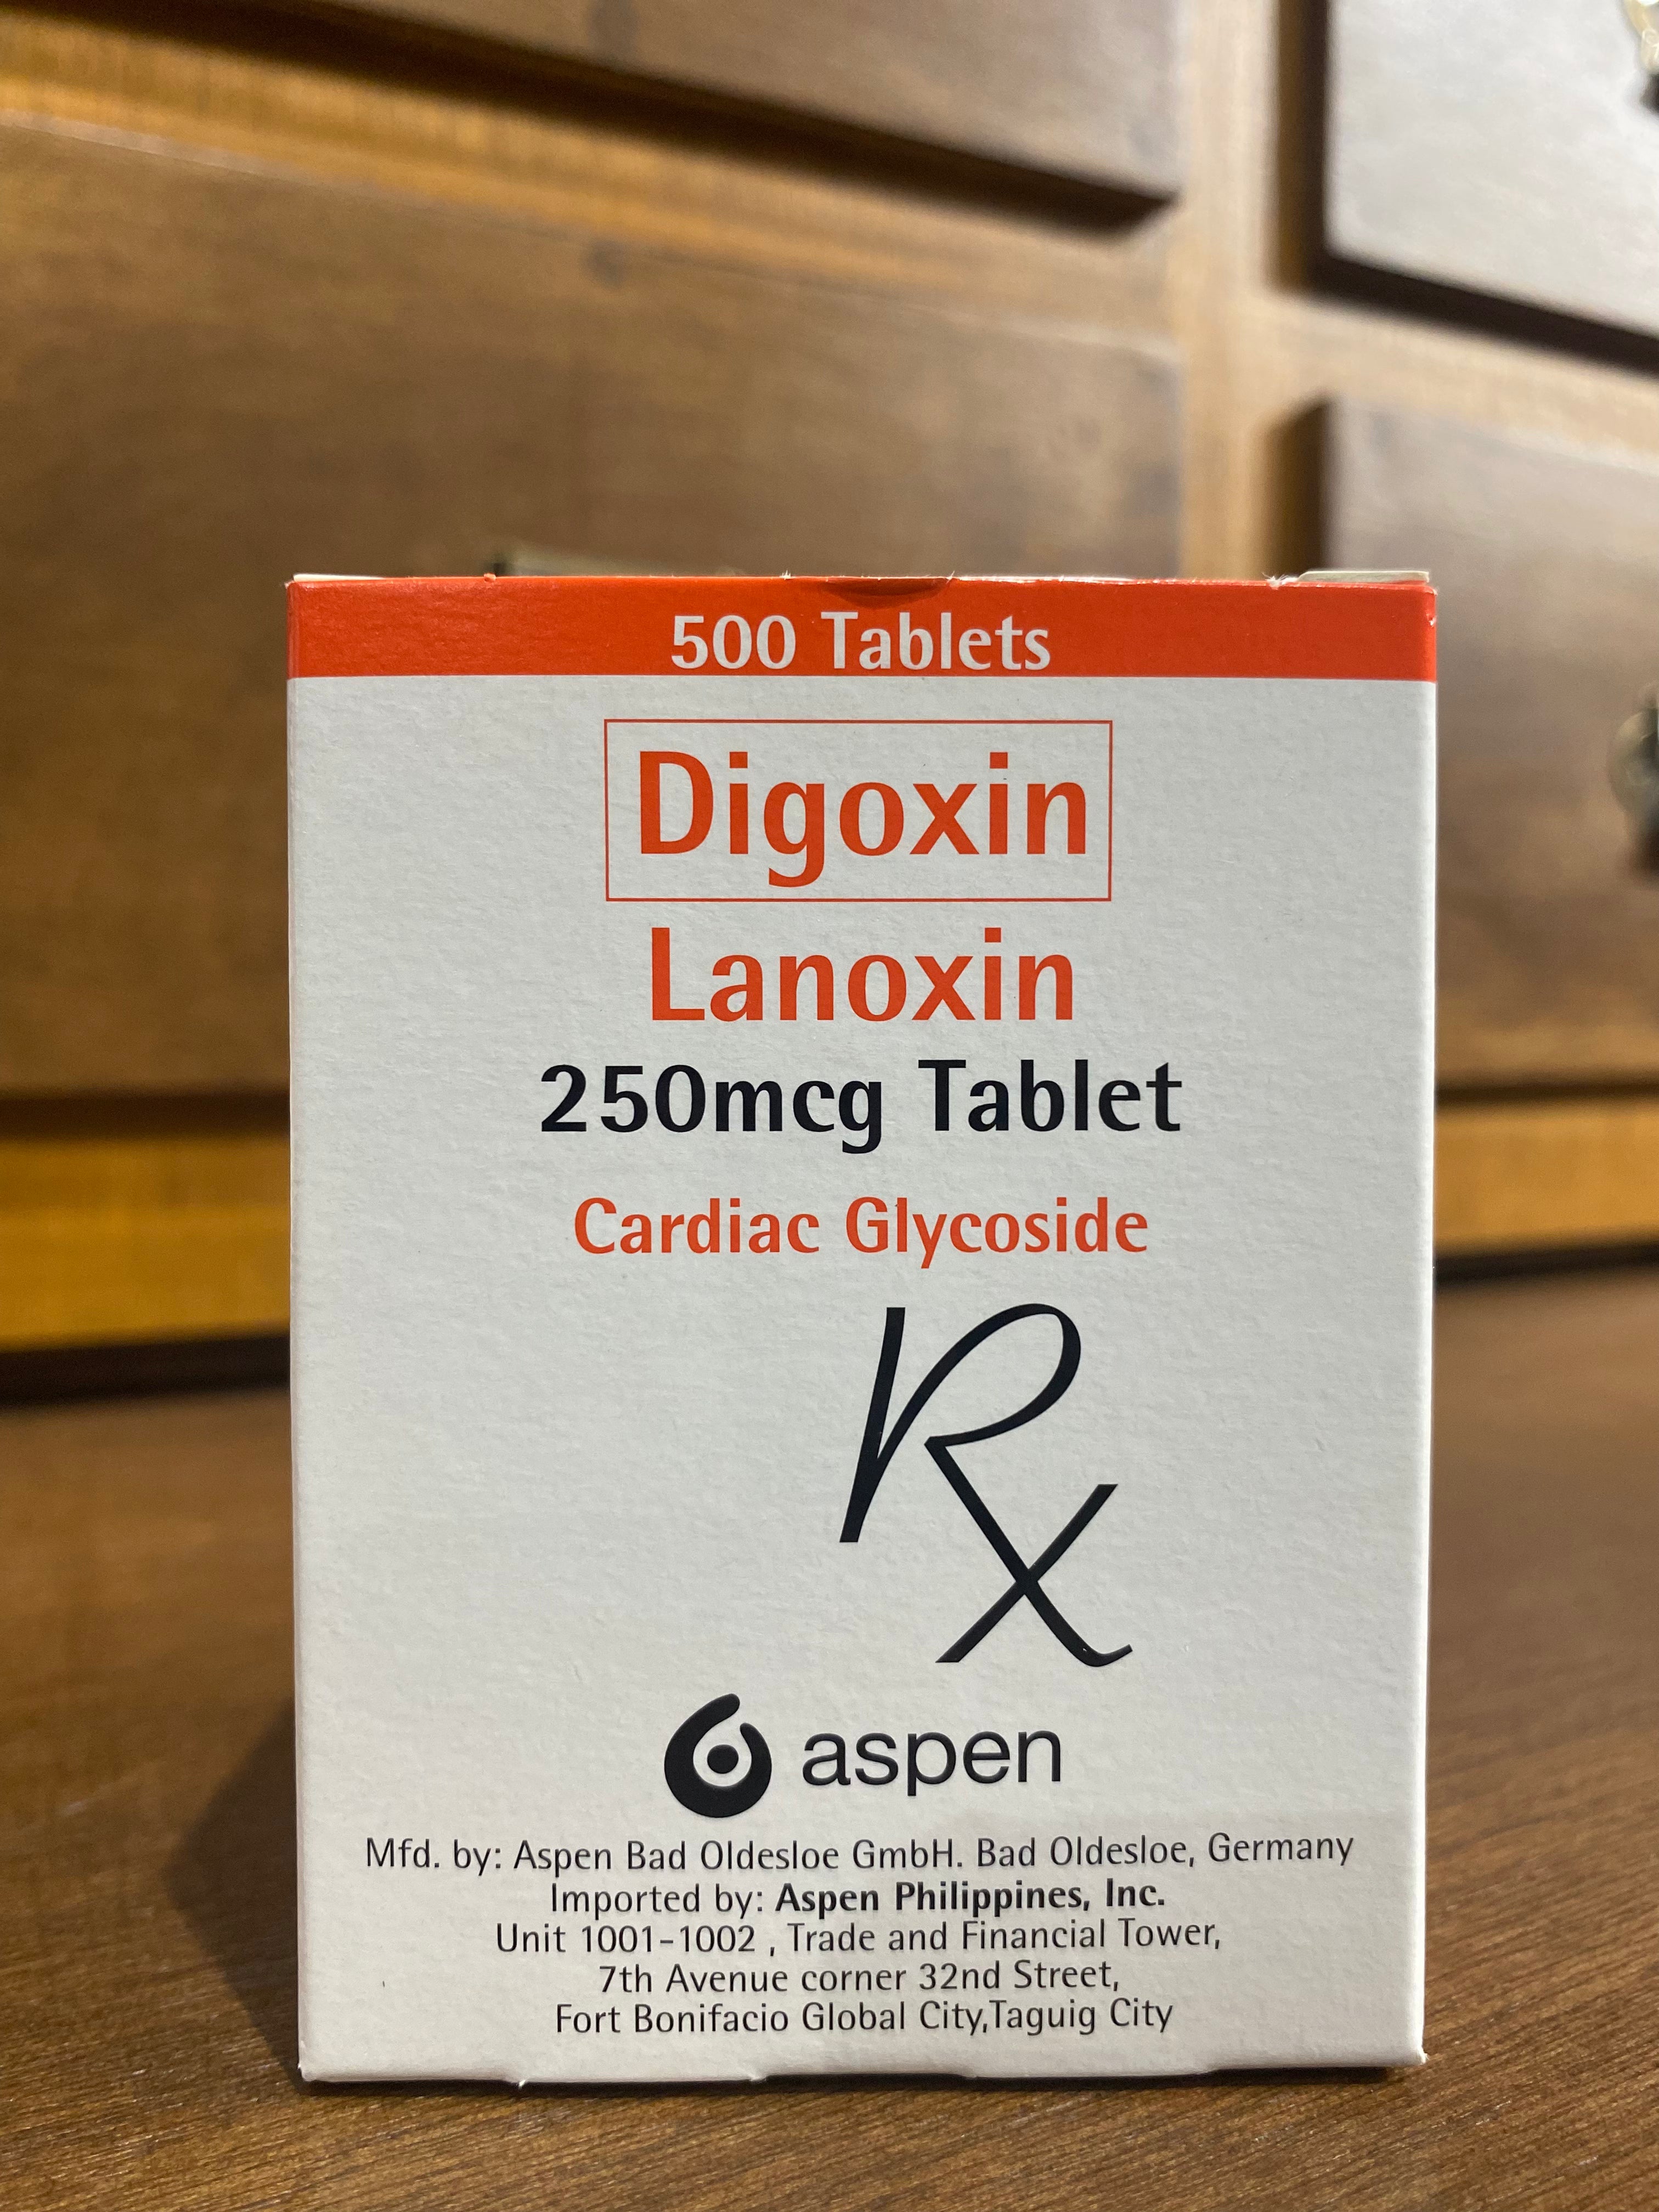 500 Tablets
Digoxin
Lanoxin
250mcg Tablet
Cardiac Glycoside
Rx
aspen
Mfd. by: Aspen Bad Oldesloe GmbH. Bad Oldesloe, Germany
Imported by: Aspen Philippines, Inc.
Unit 1001-1002 , Trade and Financial Tower,
7th Avenue corner 32nd Street,
Fort Bonifacio Global City,Taguig City